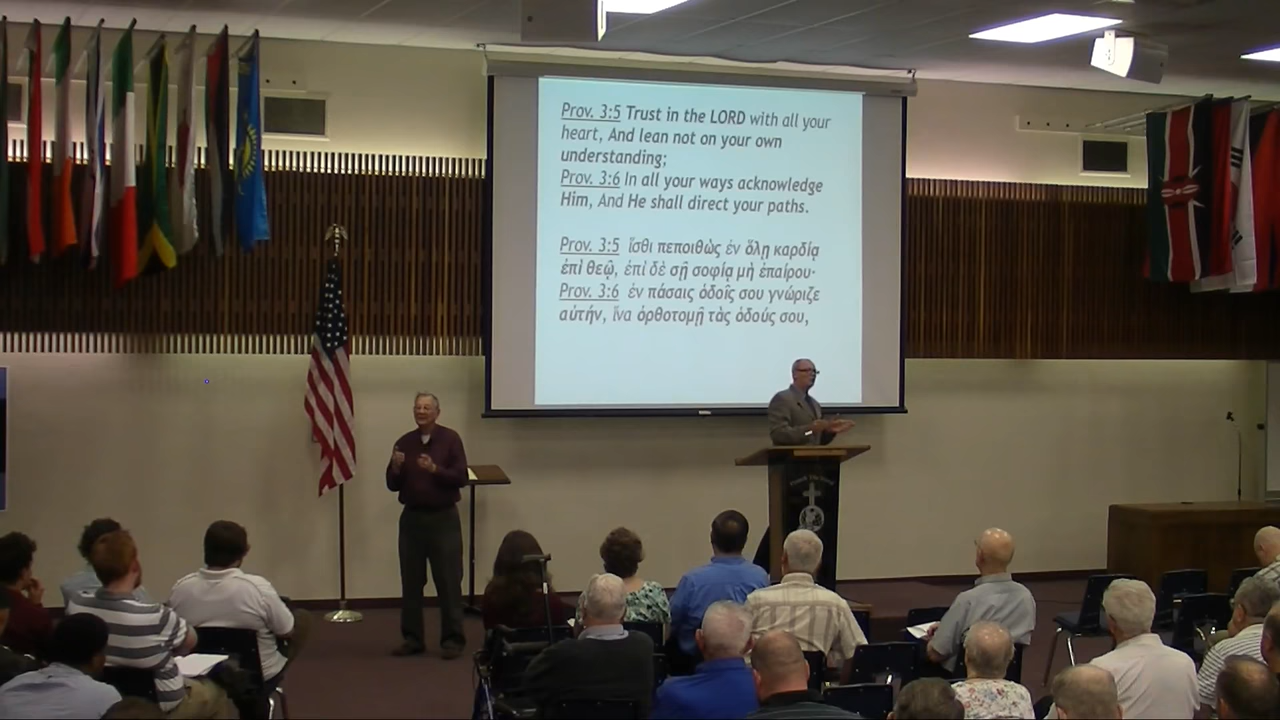 Prov. 3:5 Trust in the LORD with all your
heart, And lean not on your own
understanding;
Prov. 3:6 In all your ways acknowledge
Him, And He shall direct your paths.
Prov. 3:5 ἴσθι πεποιθὼς ἐν ὅλῃ καρδίᾳ
ἐπὶ θεῷ, ἐπὶ δὲ σῇ σοφίᾳ μὴ ἐπαίρου·
Prov. 3:6 ἐν πάσαις ὁδοῖς σου γνώριζε
αὐτήν, ἵνα ὀρθοτομῇ τὰς ὁδούς σου,